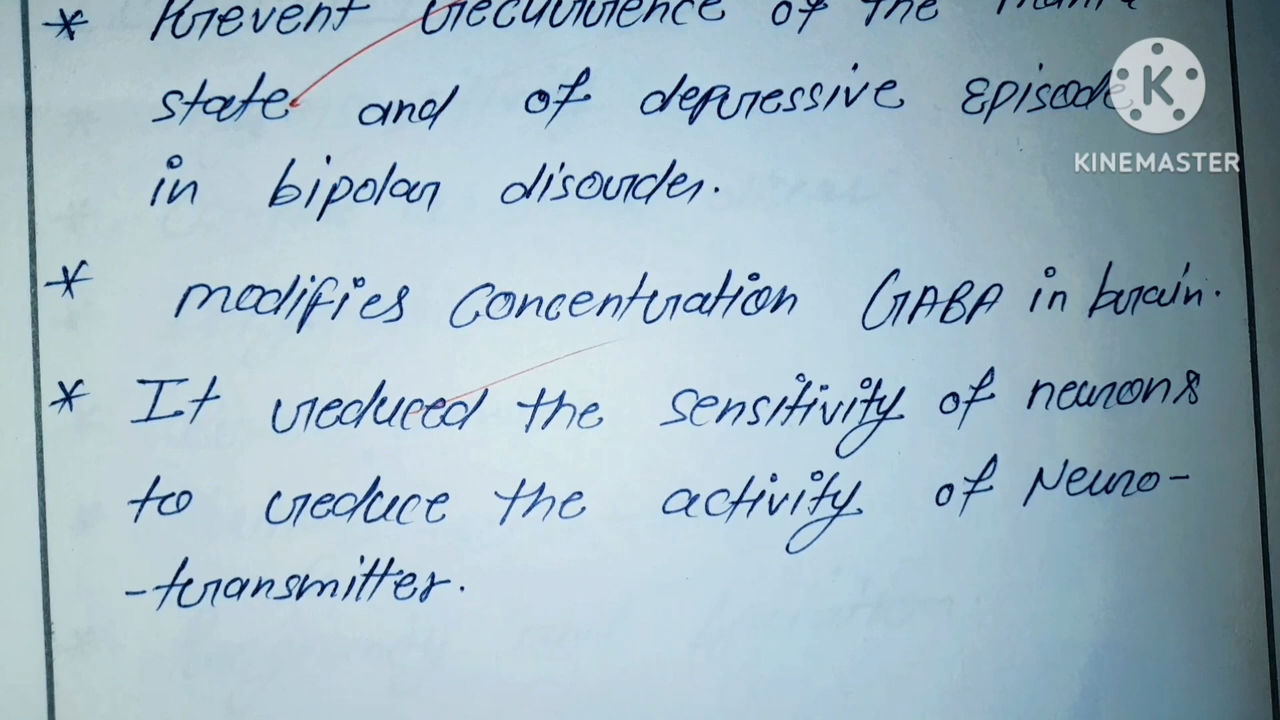 * Prevent recurrence of the manic
state and of depressive Episode
in bipolar disorder.
* modifies Concentration GABA in brain.
* It reduced the sensitivity of neurons
to reduce the activity of Neuro-
-transmitter.
K
KINEMASTER